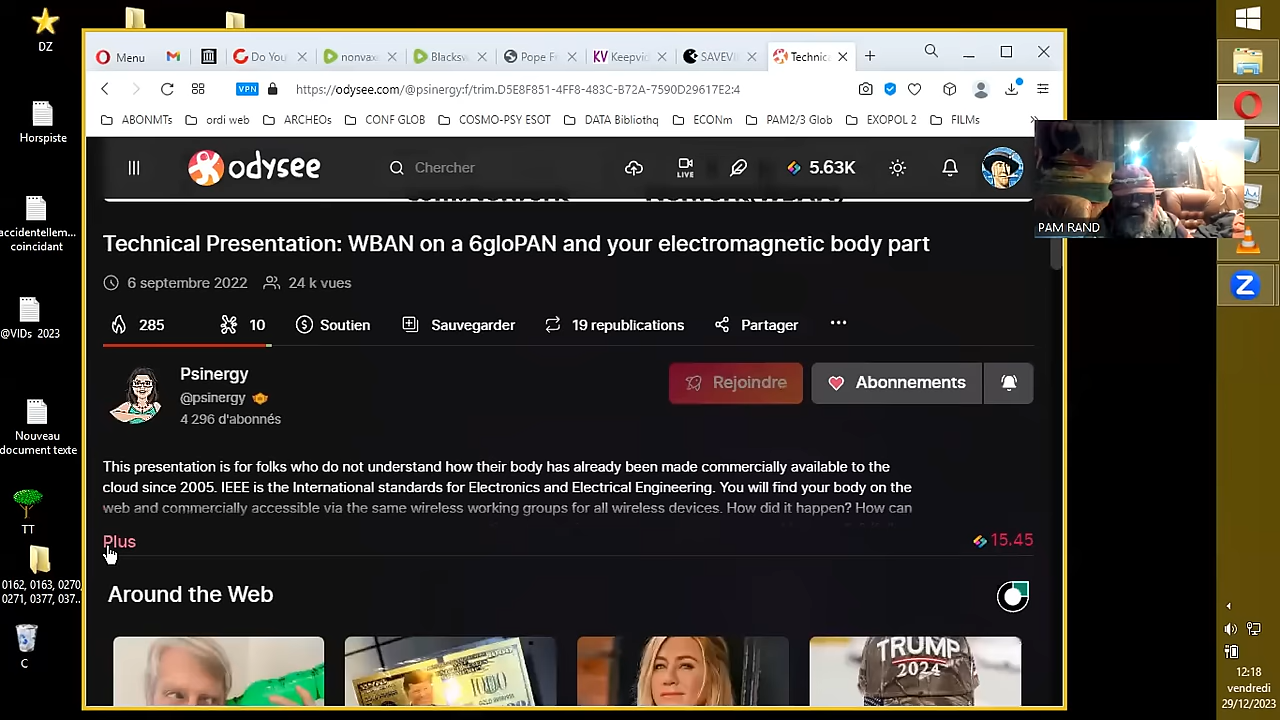 DZ
Horspiste
accidentellem...
coincidant
@VIDs 2023
Nouveau
document texte
TT
0162, 0163, 0270,
0271, 0377, 037...
C
Menu
Do You
nonvax
Blacksw
Pope
Keepvid
SAVEVI
Technic
VPN
https://odysee.com/@psinergy:f/trim.D5E8F851-4FF8-483C-B72A-7590D29617E2:4
ABONMTS
ordi web
ARCHEOs
CONF GLOB
COSMO-PSY ESOT
DATA Bibliothq
ECONm
PAM2/3 Glob
EXOPOL 2
FILMs
odysee
Chercher
LIVE
5.63K
PAM RAND
Technical Presentation: WBAN on a 6gloPAN and your electromagnetic body part
6 septembre 2022 24 k vues
285 10 Soutien Sauvegarder 19 republications Partager
Psinergy
@psinergy
4 296 d'abonnés
Rejoindre
Abonnements
This presentation is for folks who do not understand how their body has already been made commercially available to the
cloud since 2005. IEEE is the International standards for Electronics and Electrical Engineering. You will find your body on the
web and commercially accessible via the same wireless working groups for all wireless devices. How did it happen? How can
Plus
15.45
Around the Web
TRUMP
2024
100
12:18
vendredi
29/12/2023